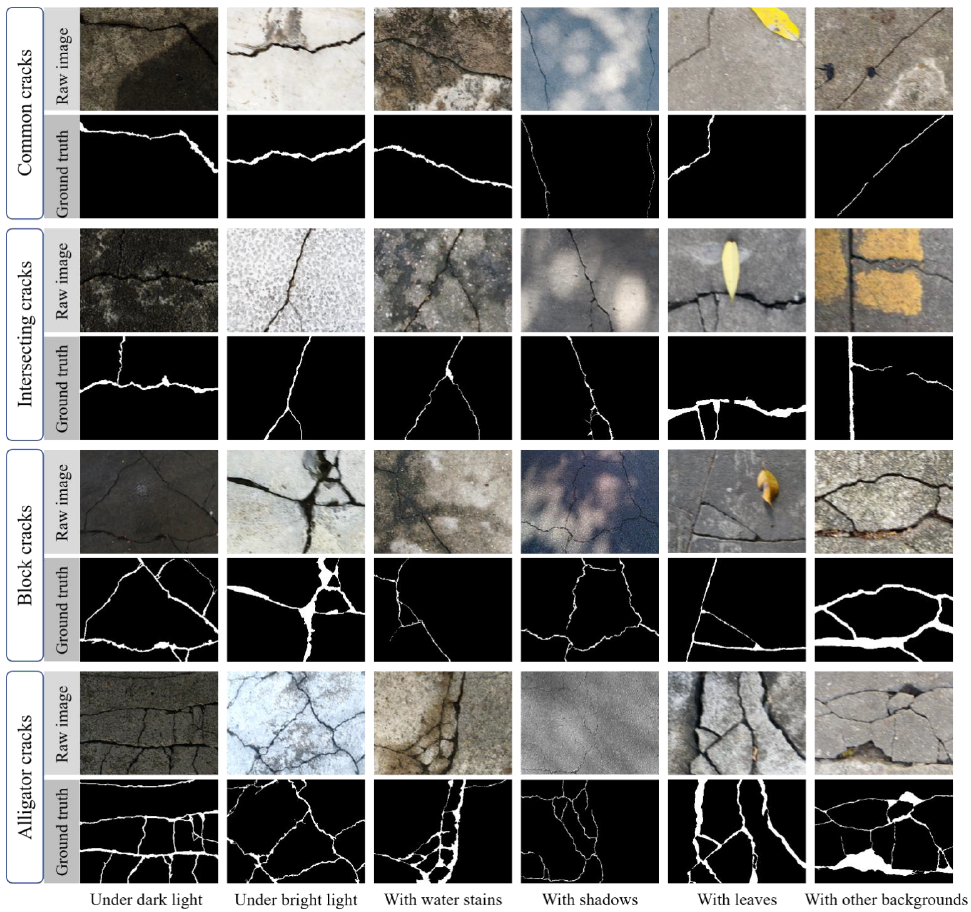 Common cracks
Raw image
Ground truth
Intersecting cracks
Raw image
Ground truth
Block cracks
Raw image
Ground truth
Alligator cracks
Raw image
Ground truth
Under dark light
Under bright light
With water stains
With shadows
With leaves
With other backgrounds